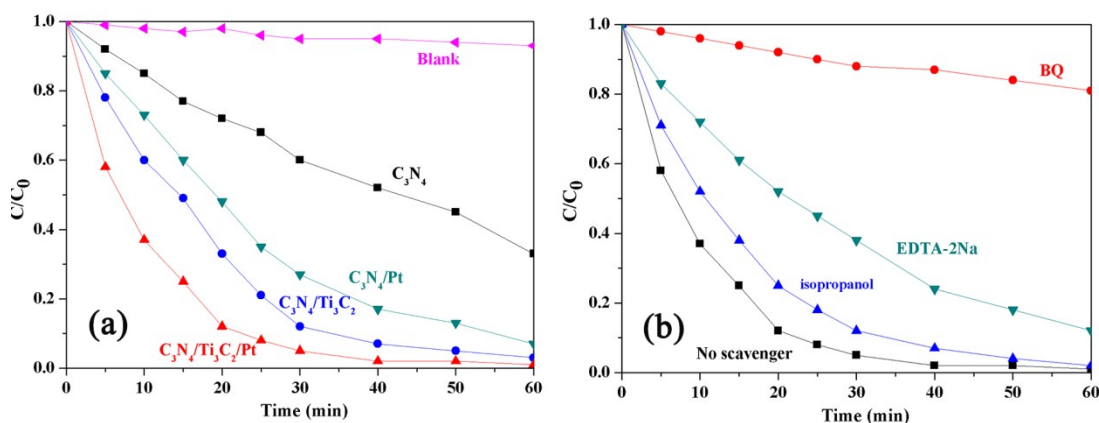 1.0
0.8
0.6
0.4
0.2
0.0
C/C₀
0 10 20 30 40 50 60
Time (min)
Blank
C₃N₄
C₃N₄/Pt
C₃N₄/Ti₃C₂
C₃N₄/Ti₃C₂/Pt
(a)
1.0
0.8
0.6
0.4
0.2
0.0
C/C₀
0 10 20 30 40 50 60
Time (min)
BQ
EDTA-2Na
isopropanol
No scavenger
(b)